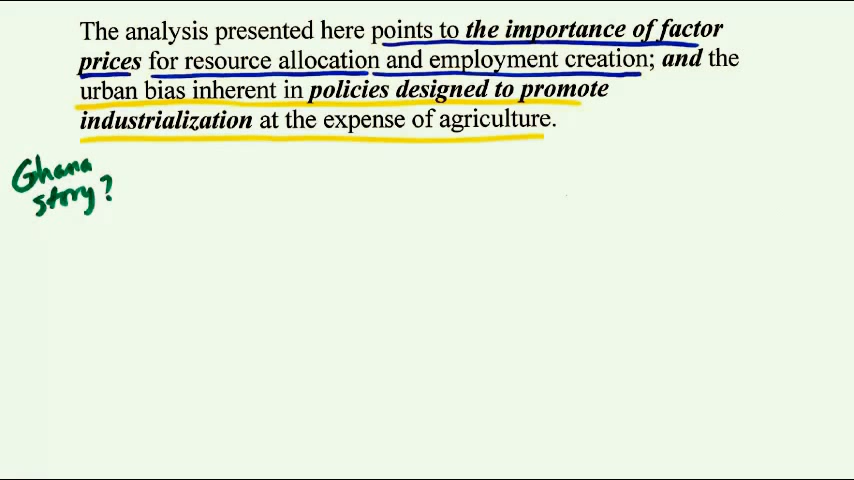 The analysis presented here points to the importance of factor
prices for resource allocation and employment creation; and the
urban bias inherent in policies designed to promote
industrialization at the expense of agriculture.
Ghana
story?